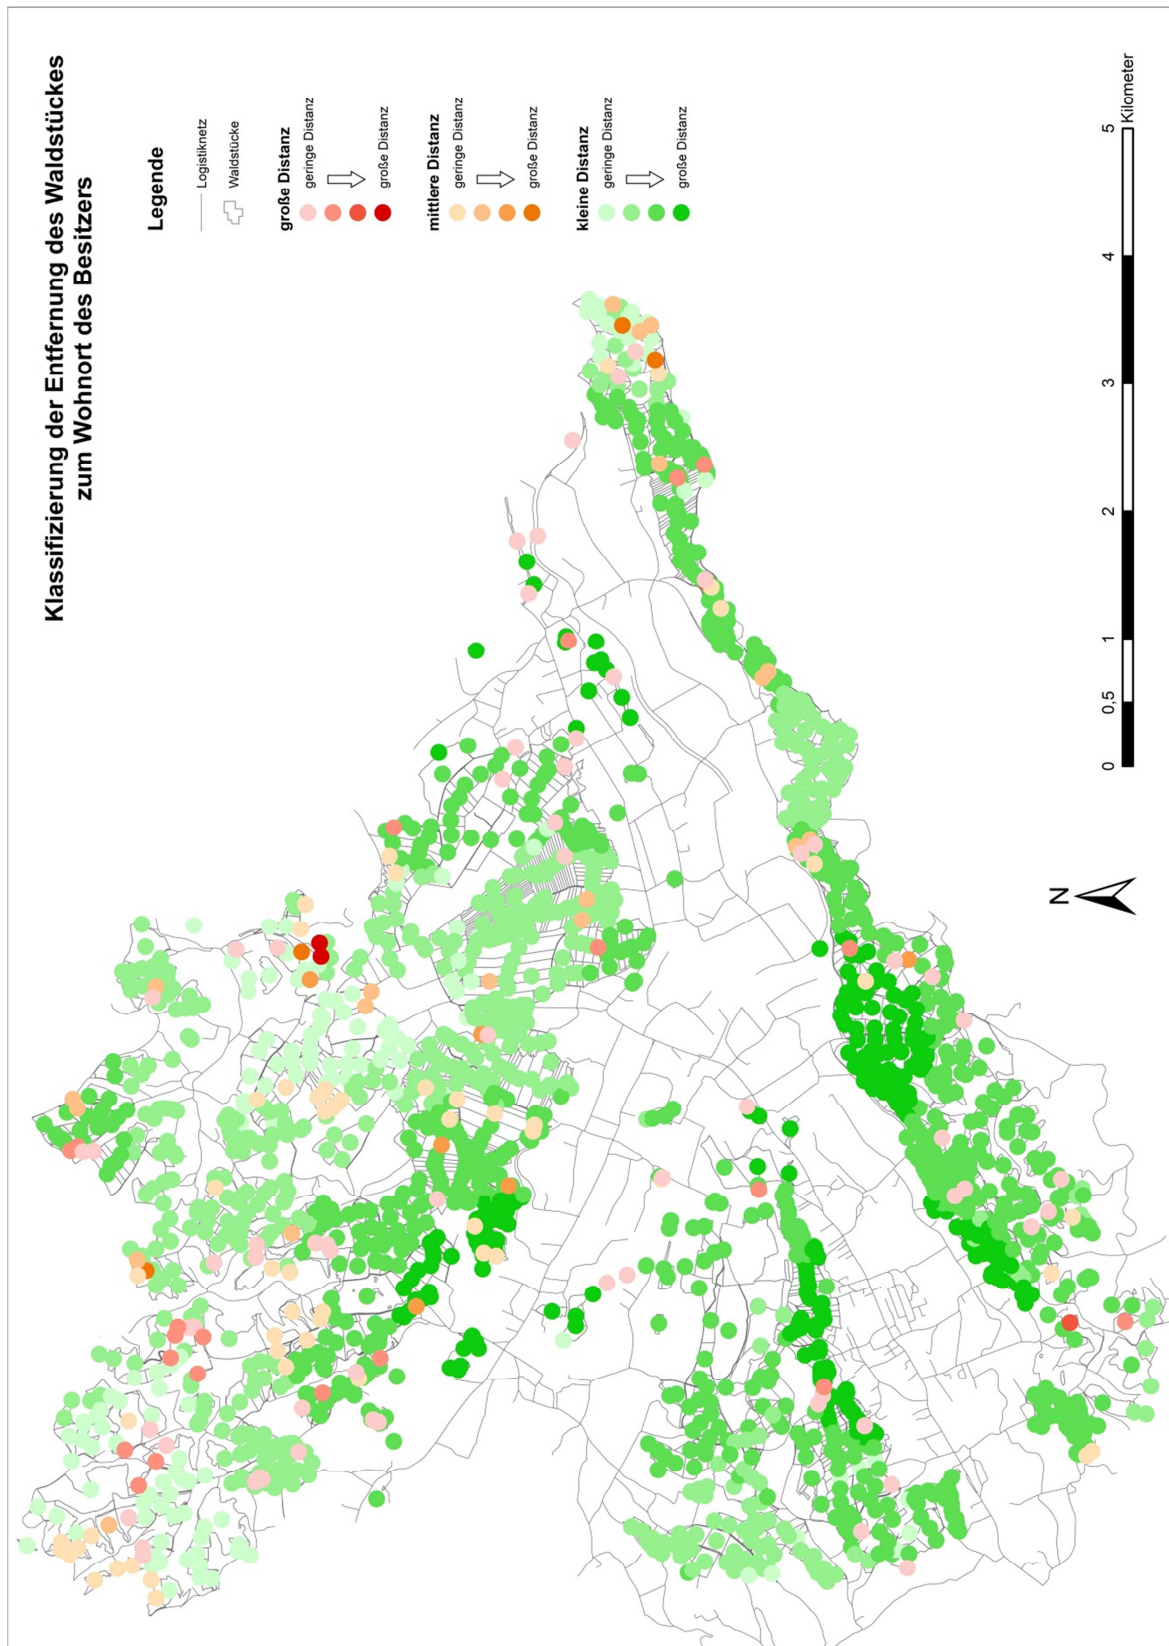 Klassifizierung der Entfernung des Waldstückes
zum Wohnort des Besitzers
Legende
Logistiknetz
Waldstücke
große Distanz
geringe Distanz
große Distanz
mittlere Distanz
geringe Distanz
große Distanz
kleine Distanz
geringe Distanz
große Distanz
N
0 0,5 1 2 3 4 5
Kilometer